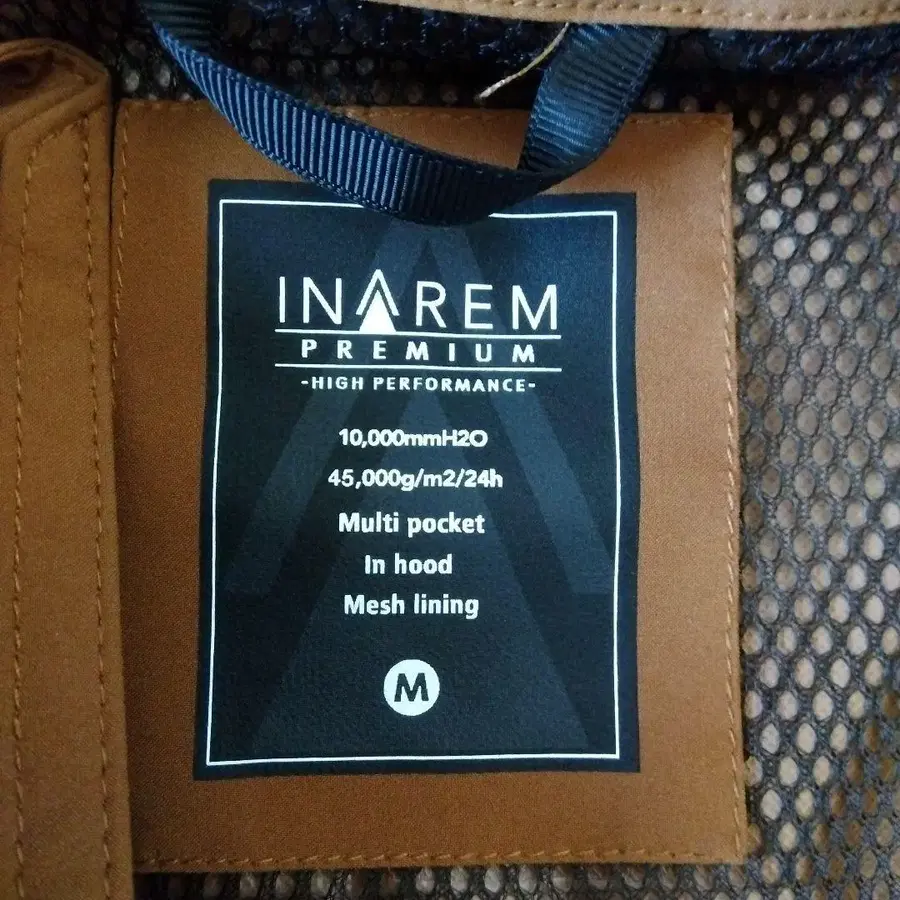 INAREM
PREMIUM
-HIGH PERFORMANCE-
10,000mmH2O
45,000g/m2/24h
Multi pocket
In hood
Mesh lining
M